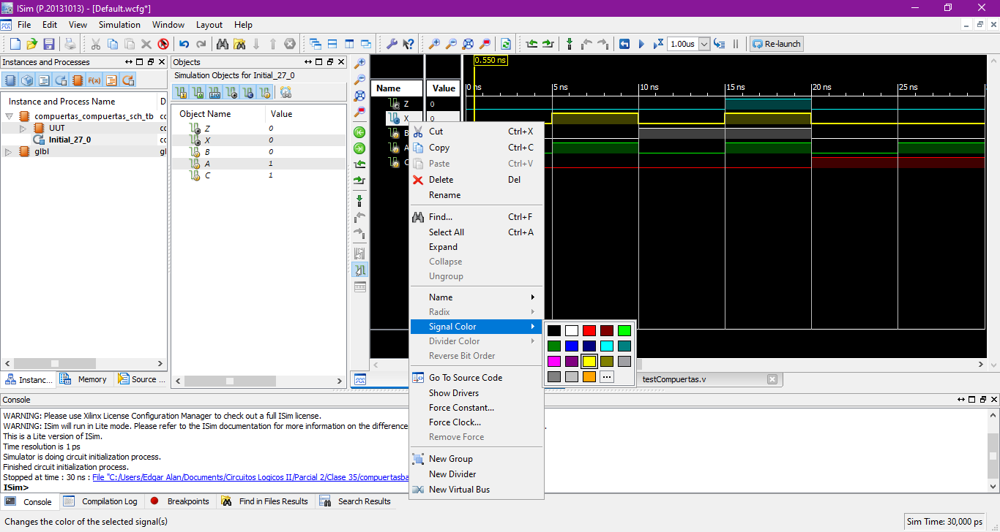 ISim (P.20131013) - [Default.wcfg*]
File Edit View Simulation Window Layout Help
1.00us Re-launch
Instances and Processes
Instance and Process Name D
compuertas_compuertas_sch_tb
UUT
Initial_27_0
glbl
Instanc... Memory Source ...
Objects
Simulation Objects for Initial_27_0
Object Name Value
Z 0
X 0
B 0
A 1
C 1
Name Value
Z 0
X 0
B
A
C
0.550 ns
0 ns 5 ns 10 ns 15 ns 20 ns 25 ns
Cut Ctrl+X
Copy Ctrl+C
Paste Ctrl+V
Delete Del
Rename
Find... Ctrl+F
Select All Ctrl+A
Expand
Collapse
Ungroup
Name
Radix
Signal Color
Divider Color
Reverse Bit Order
Go To Source Code
Show Drivers
Force Constant...
Force Clock...
Remove Force
New Group
New Divider
New Virtual Bus
...
testCompuertas.v
Console
WARNING: Please use Xilinx License Configuration Manager to check out a full ISim license.
WARNING: ISim will run in Lite mode. Please refer to the ISim documentation for more information on the difference
This is a Lite version of ISim.
Time resolution is 1 ps
Simulator is doing circuit initialization process.
Finished circuit initialization process.
Stopped at time : 30 ns : File "C:/Users/Edgar Alan/Documents/Circuitos Logicos II/Parcial 2/Clase 35/compuertasba
ISim>
Console Compilation Log Breakpoints Find in Files Results Search Results
Changes the color of the selected signal(s) Sim Time: 30,000 ps